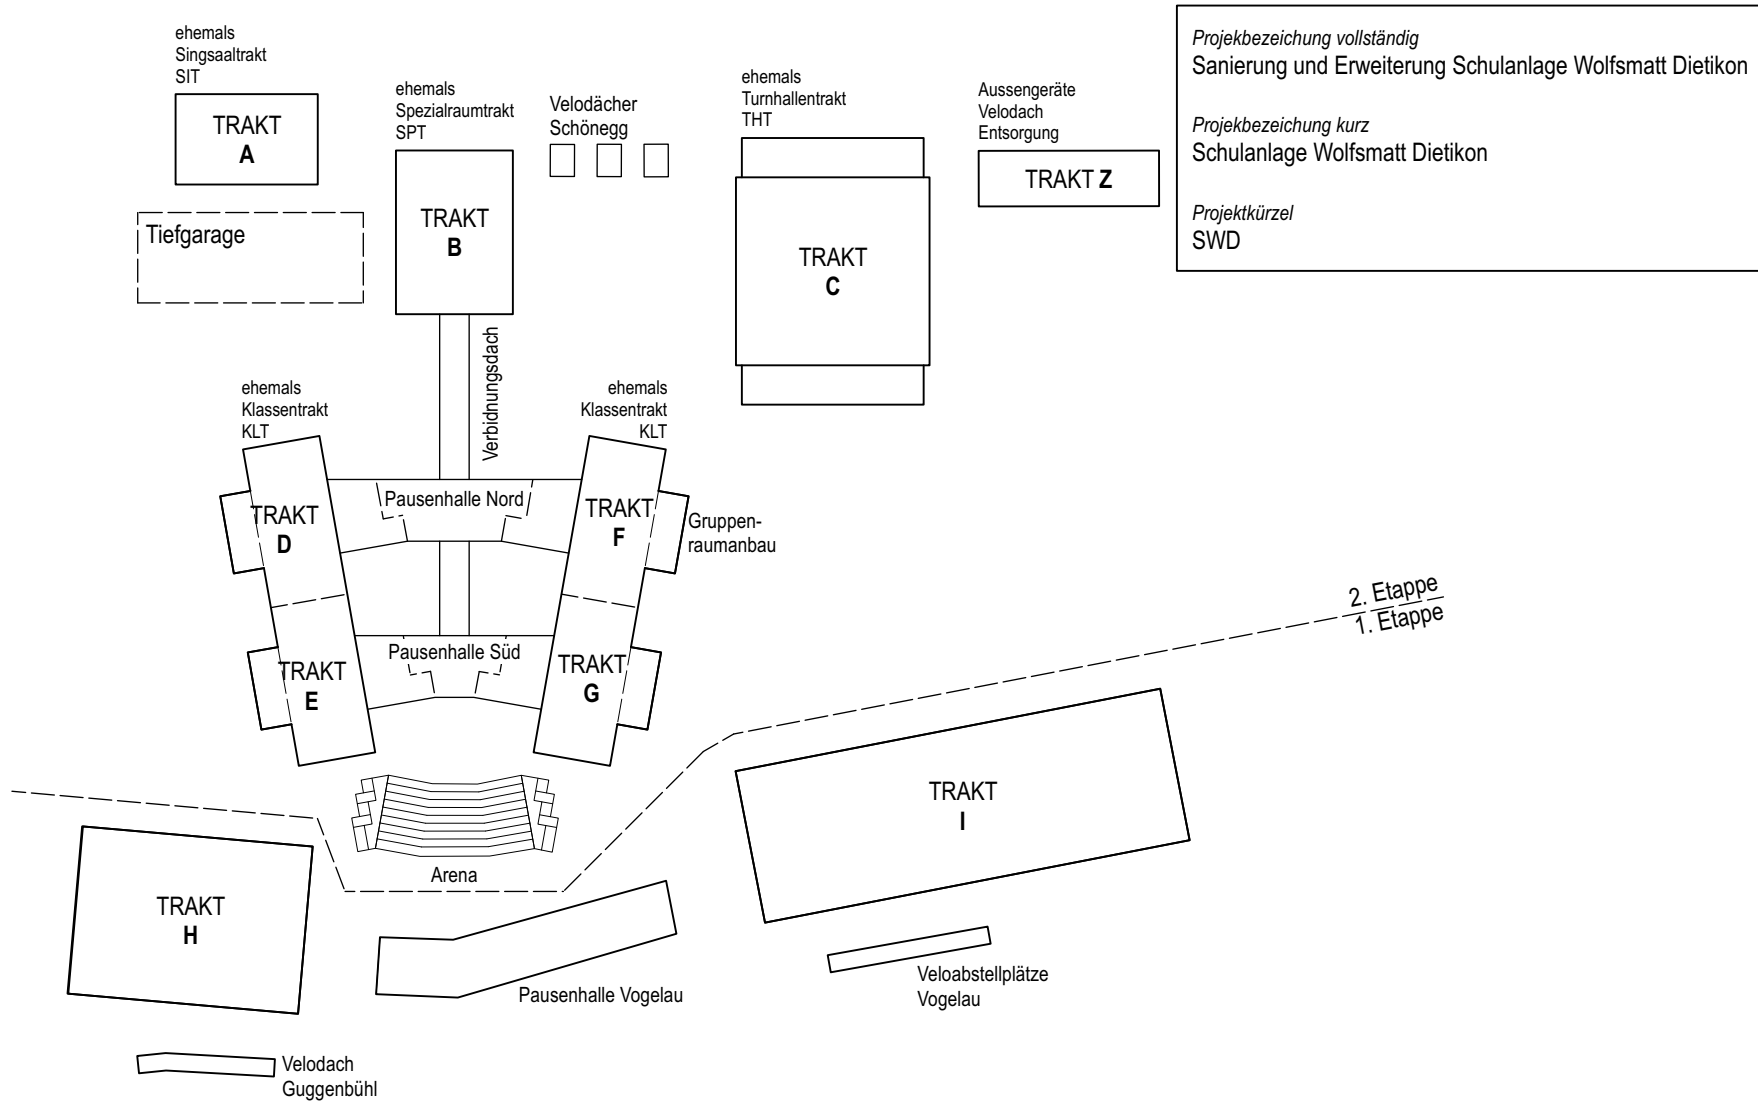 ehemals
Singsaaltrakt
SIT
TRAKT
A
Tiefgarage
ehemals
Spezialraumtrakt
SPT
TRAKT
B
Velodächer
Schönegg
ehemals
Turnhallentrakt
THT
TRAKT
C
Aussengeräte
Velodach
Entsorgung
TRAKT Z
Projekbezeichung vollständig
Sanierung und Erweiterung Schulanlage Wolfsmatt Dietikon
Projekbezeichung kurz
Schulanlage Wolfsmatt Dietikon
Projektkürzel
SWD
Verbidnungsdach
ehemals
Klassentrakt
KLT
ehemals
Klassentrakt
KLT
TRAKT
D
Pausenhalle Nord
TRAKT
F
Gruppen-
raumanbau
TRAKT
E
Pausenhalle Süd
TRAKT
G
2. Etappe
1. Etappe
Arena
TRAKT
H
TRAKT
I
Pausenhalle Vogelau
Veloabstellplätze
Vogelau
Velodach
Guggenbühl